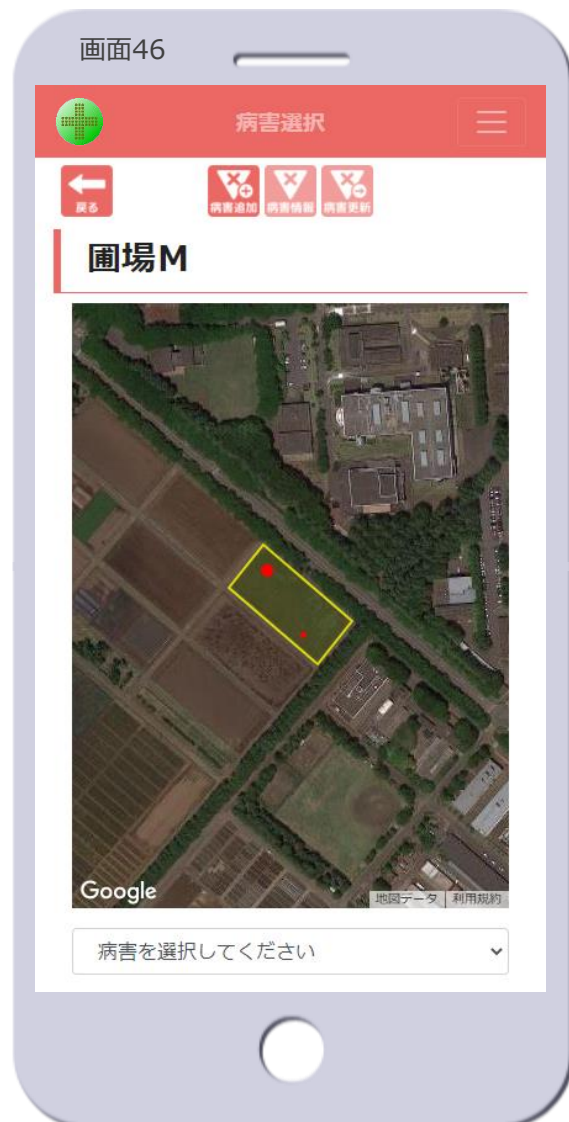 画面46
病害選択
戻る
病害追加 病害情報 病害更新
圃場M
Google
地図データ 利用規約
病害を選択してください